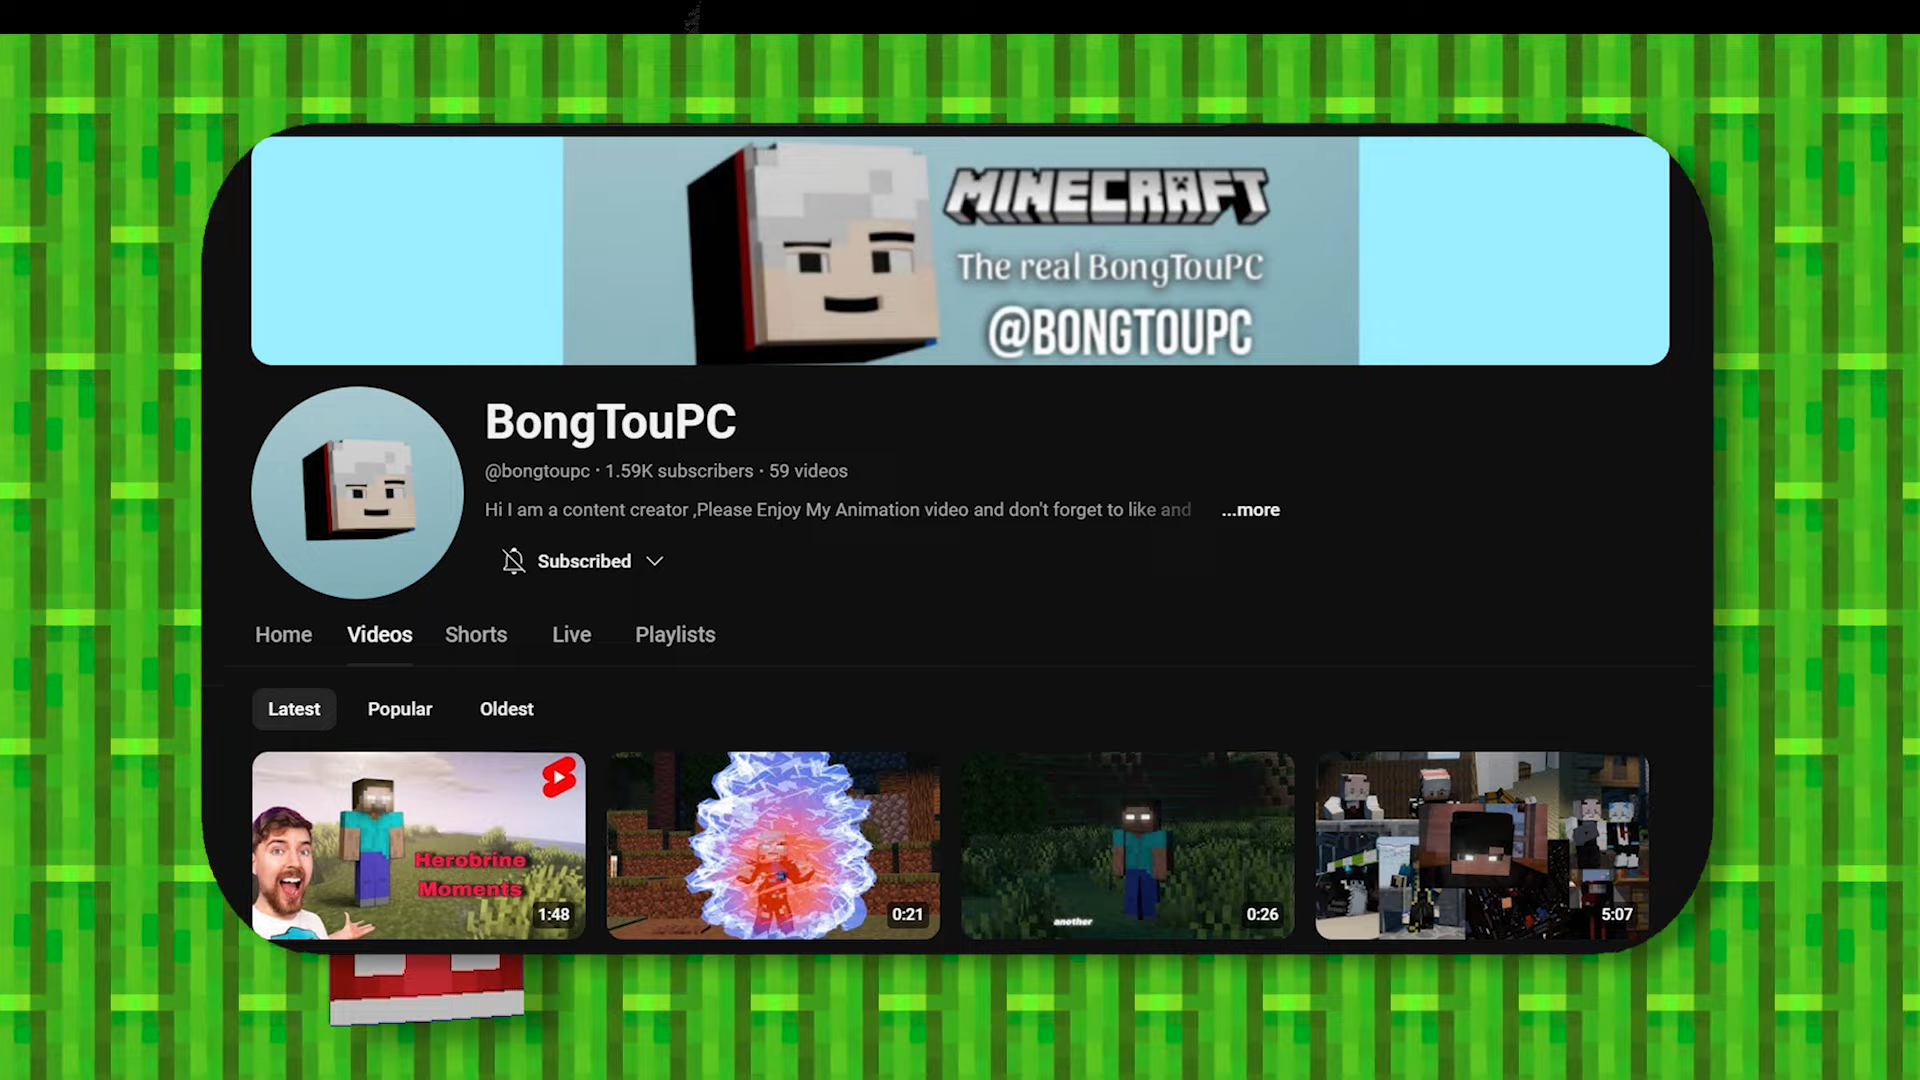 MINECRAFT
The real BongTouPC
@BONGTOUPC
BongTouPC
@bongtoupc · 1.59K subscribers · 59 videos
Hi I am a content creator ,Please Enjoy My Animation video and don't forget to like and ...more
Subscribed
Home Videos Shorts Live Playlists
Latest Popular Oldest
Herobrine
Moments
1:48
0:21
another
0:26
5:07